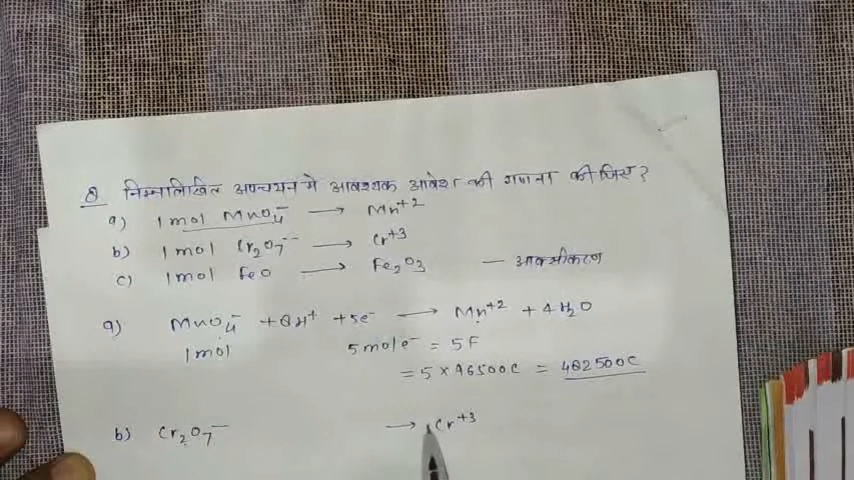 Q निम्नलिखित अपचयन मे आवश्यक आवेश की गणना कीजिए?
a) 1 mol MnO₄⁻ → Mn⁺²
b) 1 mol Cr₂O₇⁻⁻ → Cr⁺³
c) 1 mol FeO → Fe₂O₃ — आक्सीकरण
a) MnO₄⁻ + 8H⁺ + 5e⁻ → Mn⁺² + 4H₂O
1 mol 5 mole⁻ = 5F
= 5 × 96500C = 482500C
b) Cr₂O₇⁻⁻ → Cr⁺³